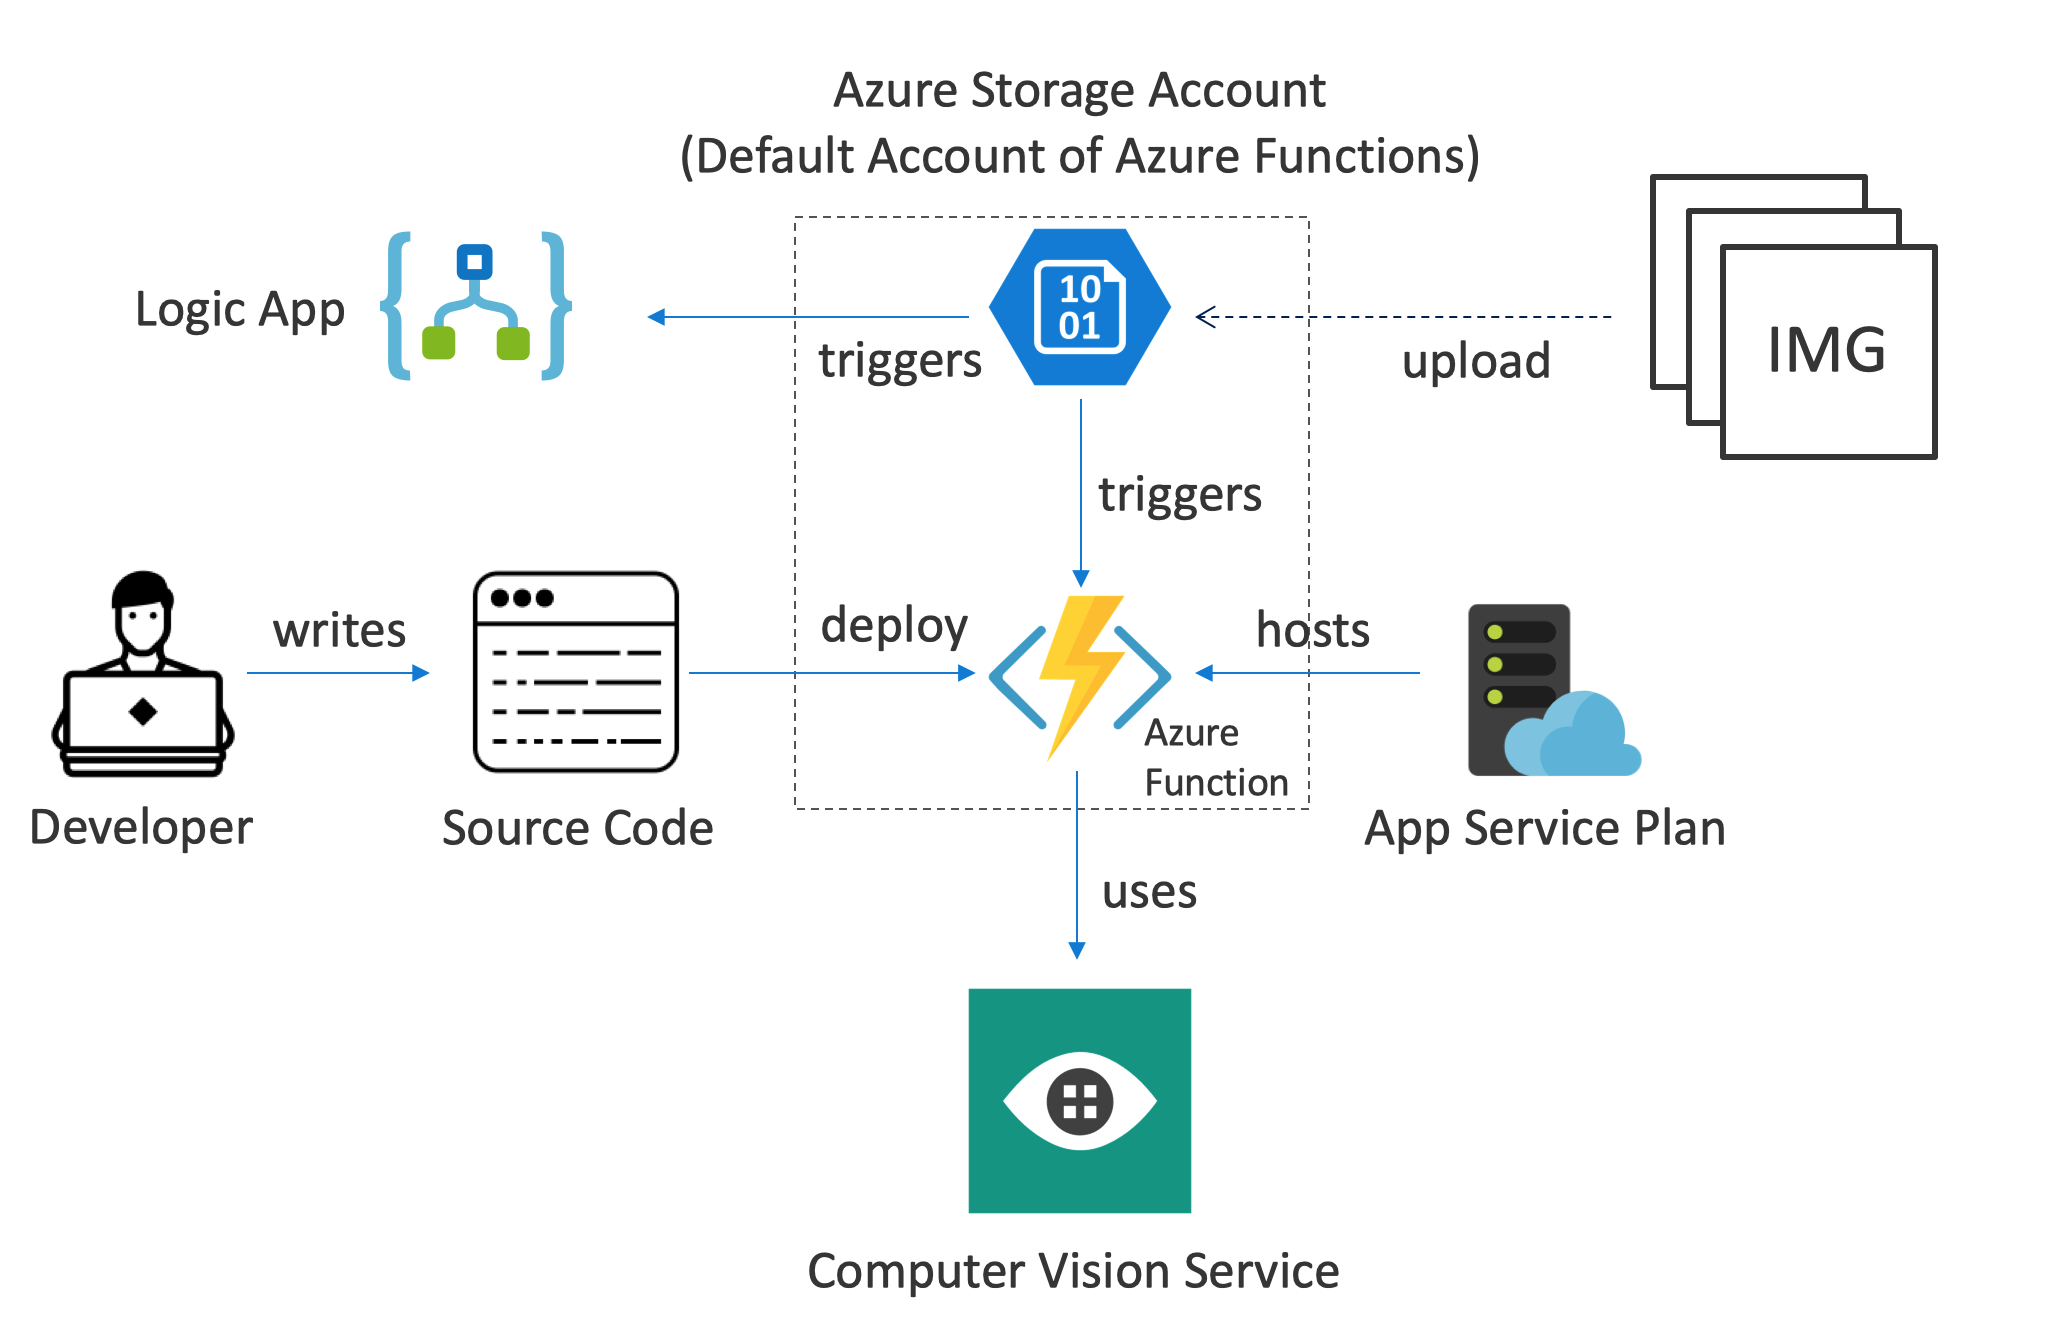 Azure Storage Account
(Default Account of Azure Functions)
Logic App
10
01
triggers
upload
IMG
triggers
writes
deploy
hosts
Azure
Function
Developer
Source Code
App Service Plan
uses
Computer Vision Service